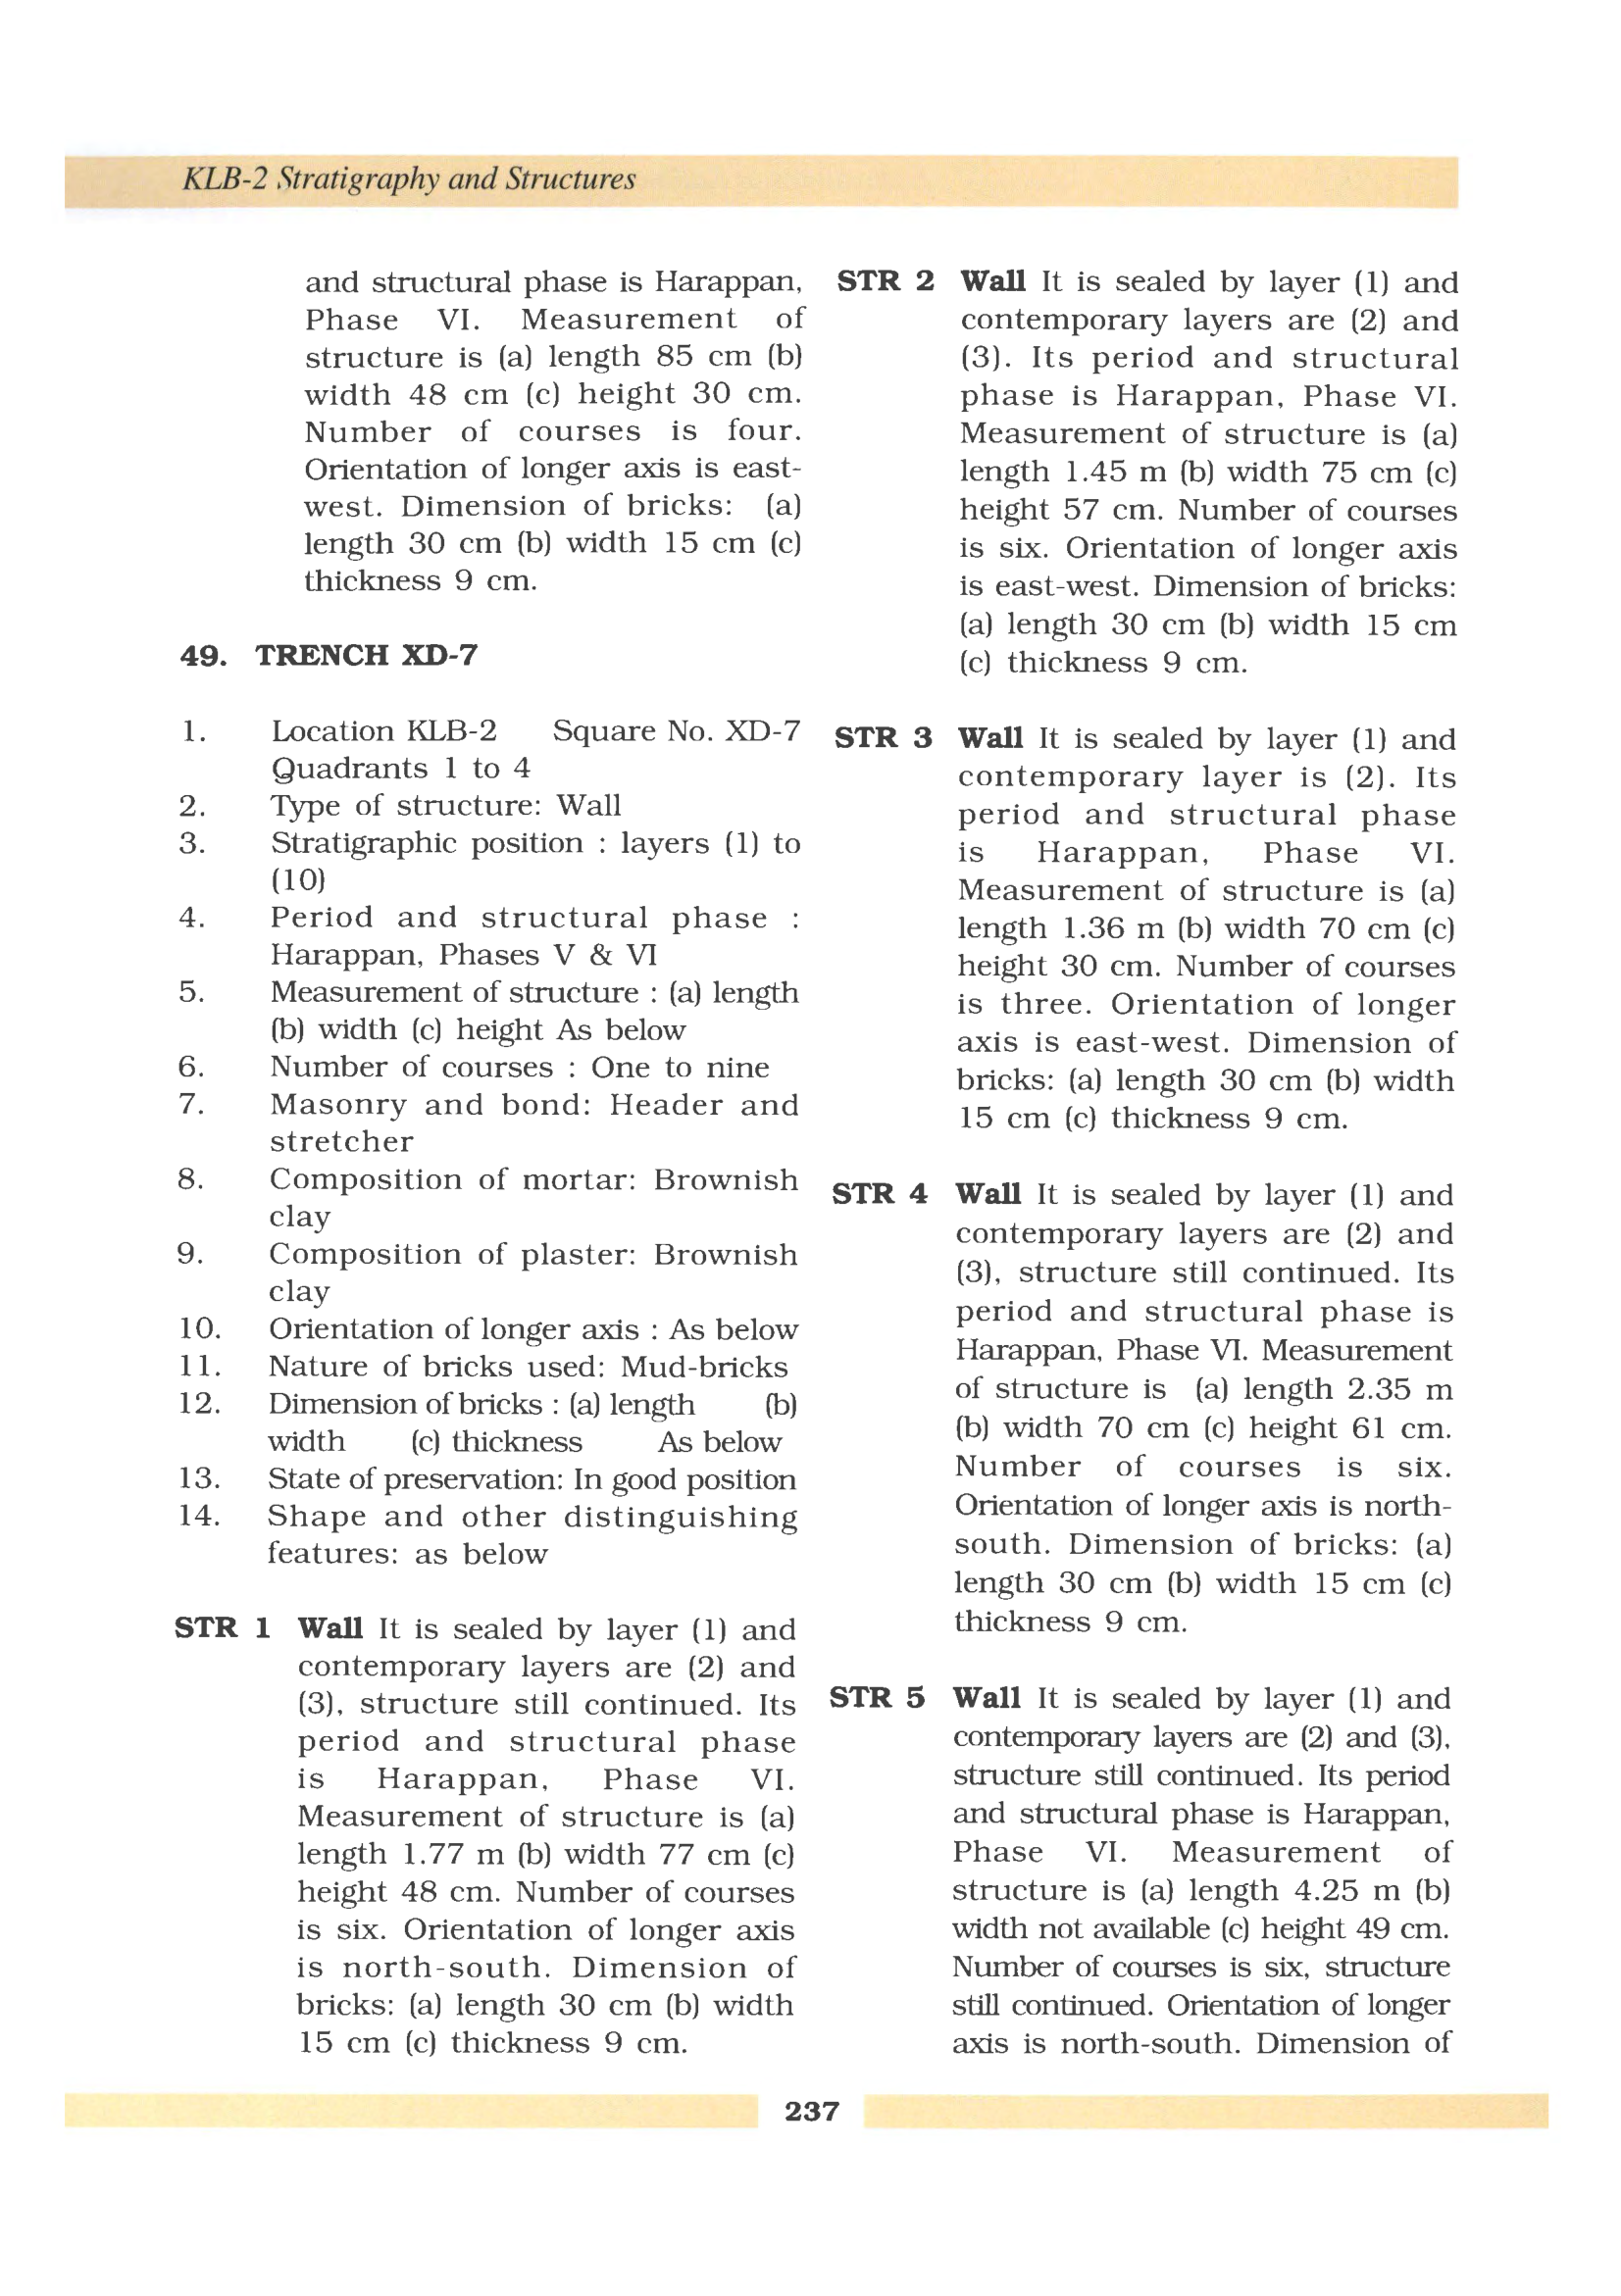 KLB-2 Stratigraphy and Structures
and structural phase is Harappan,
Phase VI. Measurement of
structure is (a) length 85 cm (b)
width 48 cm (c) height 30 cm.
Number of courses is four.
Orientation of longer axis is east-
west. Dimension of bricks: (a)
length 30 cm (b) width 15 cm (c)
thickness 9 cm.
49. TRENCH XD-7
1. Location KLB-2 Square No. XD-7
Quadrants 1 to 4
2. Type of structure: Wall
3. Stratigraphic position : layers (1) to
(10)
4. Period and structural phase :
Harappan, Phases V & VI
5. Measurement of structure : (a) length
(b) width (c) height As below
6. Number of courses : One to nine
7. Masonry and bond: Header and
stretcher
8. Composition of mortar: Brownish
clay
9. Composition of plaster: Brownish
clay
10. Orientation of longer axis : As below
11. Nature of bricks used: Mud-bricks
12. Dimension of bricks : (a) length (b)
width (c) thickness As below
13. State of preservation: In good position
14. Shape and other distinguishing
features: as below
STR 1 Wall It is sealed by layer (1) and
contemporary layers are (2) and
(3), structure still continued. Its
period and structural phase
is Harappan, Phase VI.
Measurement of structure is (a)
length 1.77 m (b) width 77 cm (c)
height 48 cm. Number of courses
is six. Orientation of longer axis
is north-south. Dimension of
bricks: (a) length 30 cm (b) width
15 cm (c) thickness 9 cm.
STR 2 Wall It is sealed by layer (1) and
contemporary layers are (2) and
(3). Its period and structural
phase is Harappan, Phase VI.
Measurement of structure is (a)
length 1.45 m (b) width 75 cm (c)
height 57 cm. Number of courses
is six. Orientation of longer axis
is east-west. Dimension of bricks:
(a) length 30 cm (b) width 15 cm
(c) thickness 9 cm.
STR 3 Wall It is sealed by layer (1) and
contemporary layer is (2). Its
period and structural phase
is Harappan, Phase VI.
Measurement of structure is (a)
length 1.36 m (b) width 70 cm (c)
height 30 cm. Number of courses
is three. Orientation of longer
axis is east-west. Dimension of
bricks: (a) length 30 cm (b) width
15 cm (c) thickness 9 cm.
STR 4 Wall It is sealed by layer (1) and
contemporary layers are (2) and
(3), structure still continued. Its
period and structural phase is
Harappan, Phase VI. Measurement
of structure is (a) length 2.35 m
(b) width 70 cm (c) height 61 cm.
Number of courses is six.
Orientation of longer axis is north-
south. Dimension of bricks: (a)
length 30 cm (b) width 15 cm (c)
thickness 9 cm.
STR 5 Wall It is sealed by layer (1) and
contemporary layers are (2) and (3),
structure still continued. Its period
and structural phase is Harappan,
Phase VI. Measurement of
structure is (a) length 4.25 m (b)
width not available (c) height 49 cm.
Number of courses is six, structure
still continued. Orientation of longer
axis is north-south. Dimension of
237